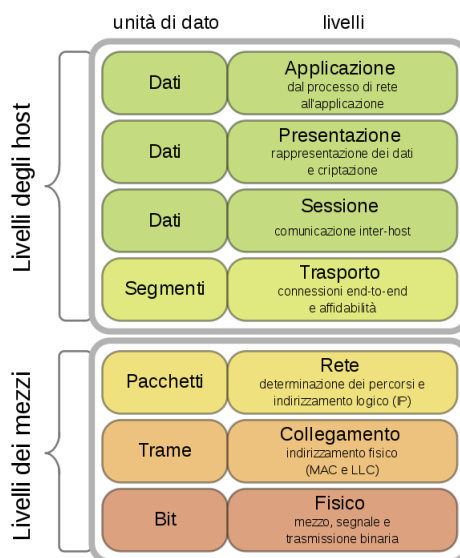 unità di dato
livelli
Livelli degli host
Dati
Applicazione
dal processo di rete
all'applicazione
Dati
Presentazione
rappresentazione dei dati
e criptazione
Dati
Sessione
comunicazione inter-host
Segmenti
Trasporto
connessioni end-to-end
e affidabilità
Livelli dei mezzi
Pacchetti
Rete
determinazione dei percorsi e
indirizzamento logico (IP)
Trame
Collegamento
indirizzamento fisico
(MAC e LLC)
Bit
Fisico
mezzo, segnale e
trasmissione binaria